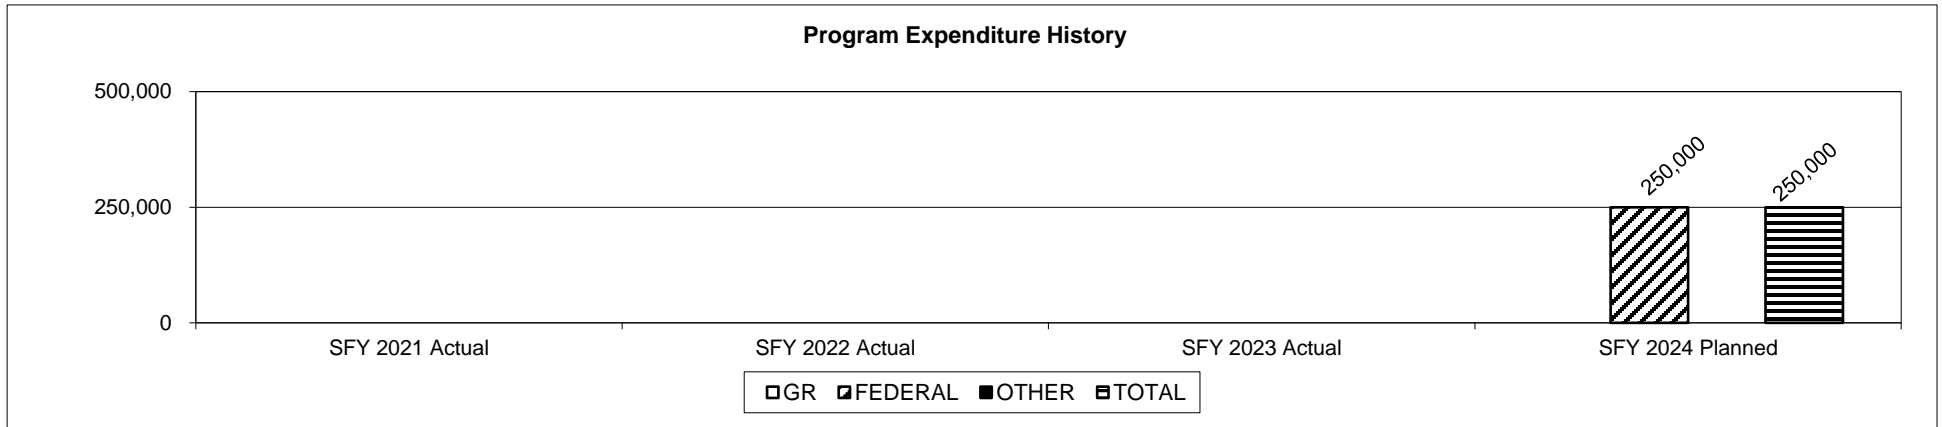 Program Expenditure History
500,000
250,000
0
250,000
250,000
SFY 2021 Actual
SFY 2022 Actual
SFY 2023 Actual
SFY 2024 Planned
GR FEDERAL OTHER TOTAL